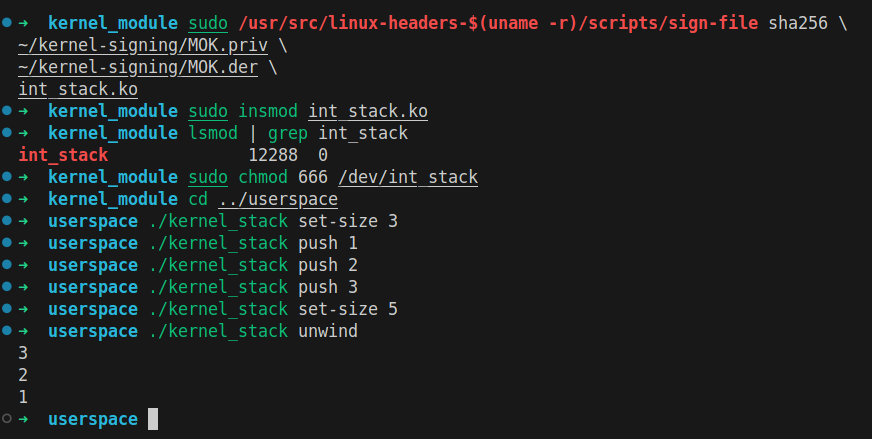 ➜ kernel_module sudo /usr/src/linux-headers-$(uname -r)/scripts/sign-file sha256 \
~/kernel-signing/MOK.priv \
~/kernel-signing/MOK.der \
int_stack.ko
➜ kernel_module sudo insmod int_stack.ko
➜ kernel_module lsmod | grep int_stack
int_stack 12288 0
➜ kernel_module sudo chmod 666 /dev/int_stack
➜ kernel_module cd ../userspace
➜ userspace ./kernel_stack set-size 3
➜ userspace ./kernel_stack push 1
➜ userspace ./kernel_stack push 2
➜ userspace ./kernel_stack push 3
➜ userspace ./kernel_stack set-size 5
➜ userspace ./kernel_stack unwind
3
2
1
➜ userspace